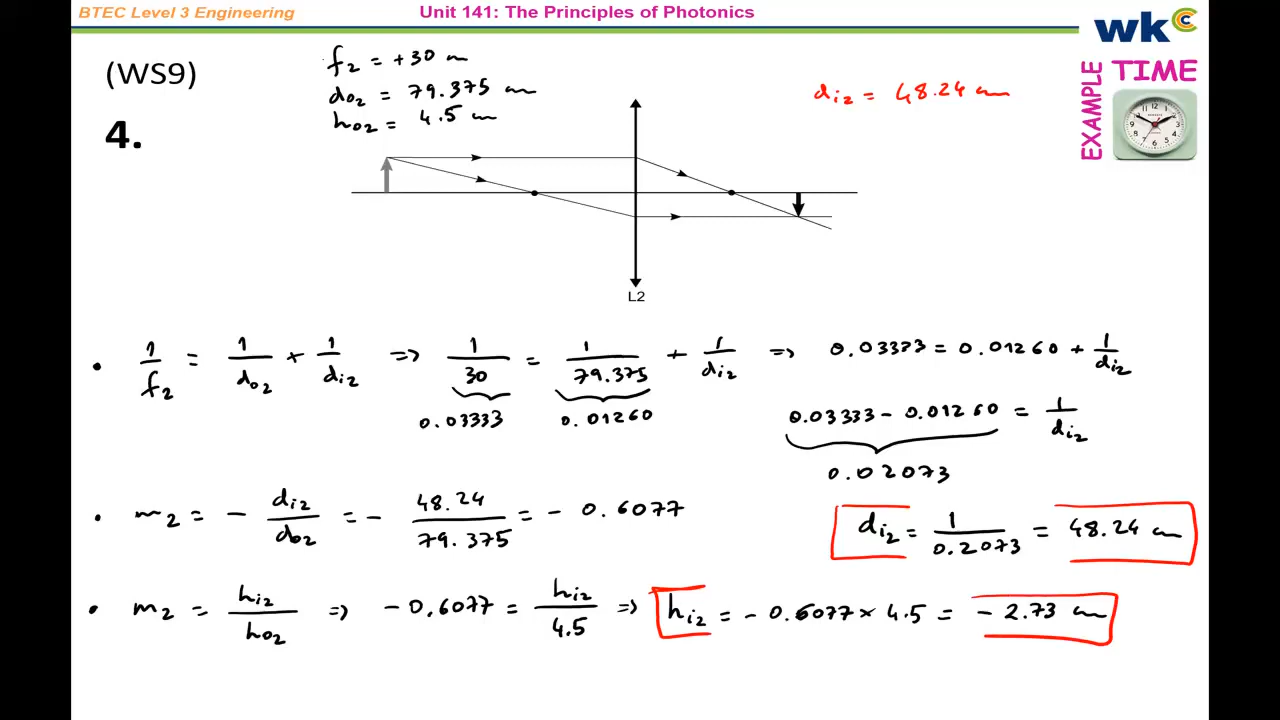 BTEC Level 3 Engineering
Unit 141: The Principles of Photonics
wkc
(WS9)
f₂ = +30 cm
do₂ = 79.375 cm
ho₂ = 4.5 cm
di₂ = 48.24 cm
EXAMPLE TIME
4.
L2
• 1/f₂ = 1/do₂ + 1/di₂ => 1/30 = 1/79.375 + 1/di₂ => 0.03333 = 0.01260 + 1/di₂
0.03333 0.01260
0.03333 - 0.01260 = 1/di₂
0.02073
• m₂ = - di₂/do₂ = - 48.24/79.375 = - 0.6077
di₂ = 1/0.2073 = 48.24 cm
• m₂ = hi₂/ho₂ => - 0.6077 = hi₂/4.5 => hi₂ = - 0.6077 × 4.5 = - 2.73 cm